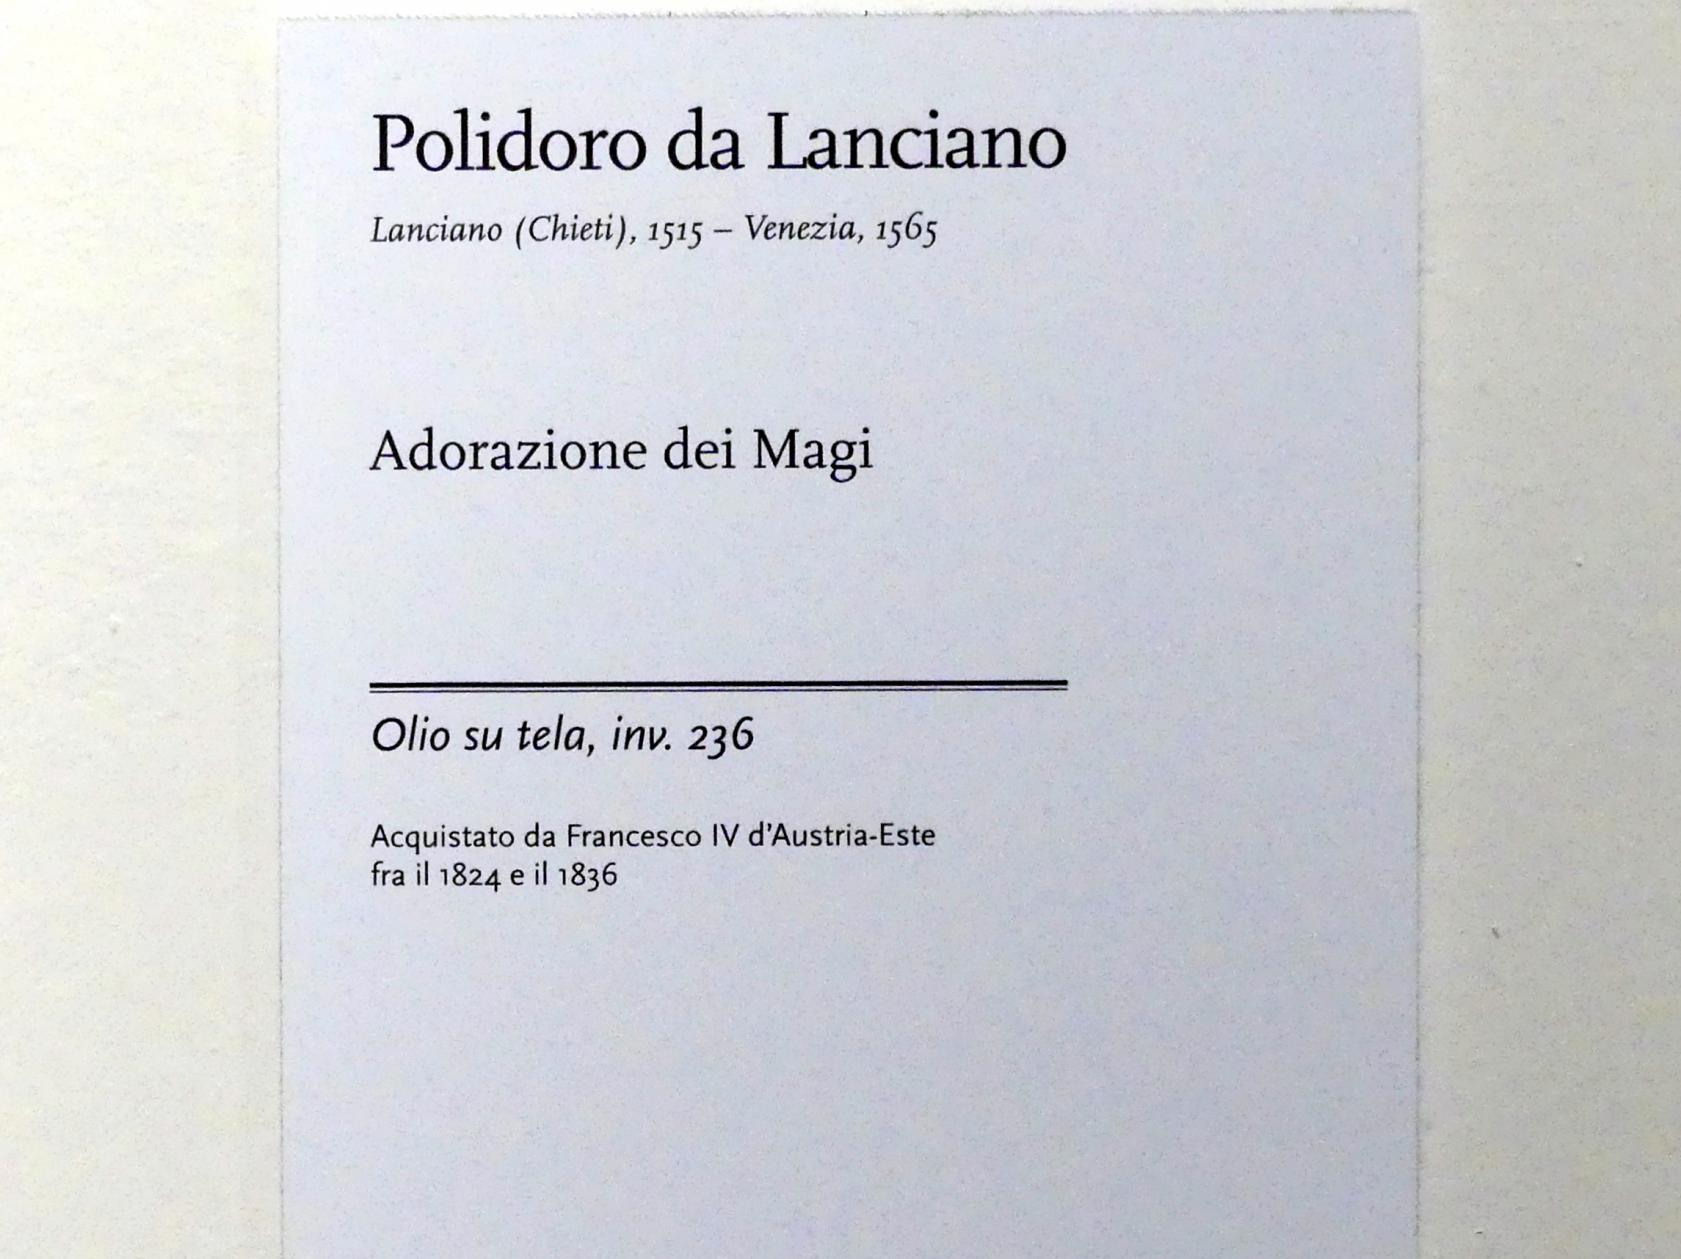 Polidoro da Lanciano
Lanciano (Chieti), 1515 – Venezia, 1565
Adorazione dei Magi
Olio su tela, inv. 236
Acquistato da Francesco IV d'Austria-Este
fra il 1824 e il 1836